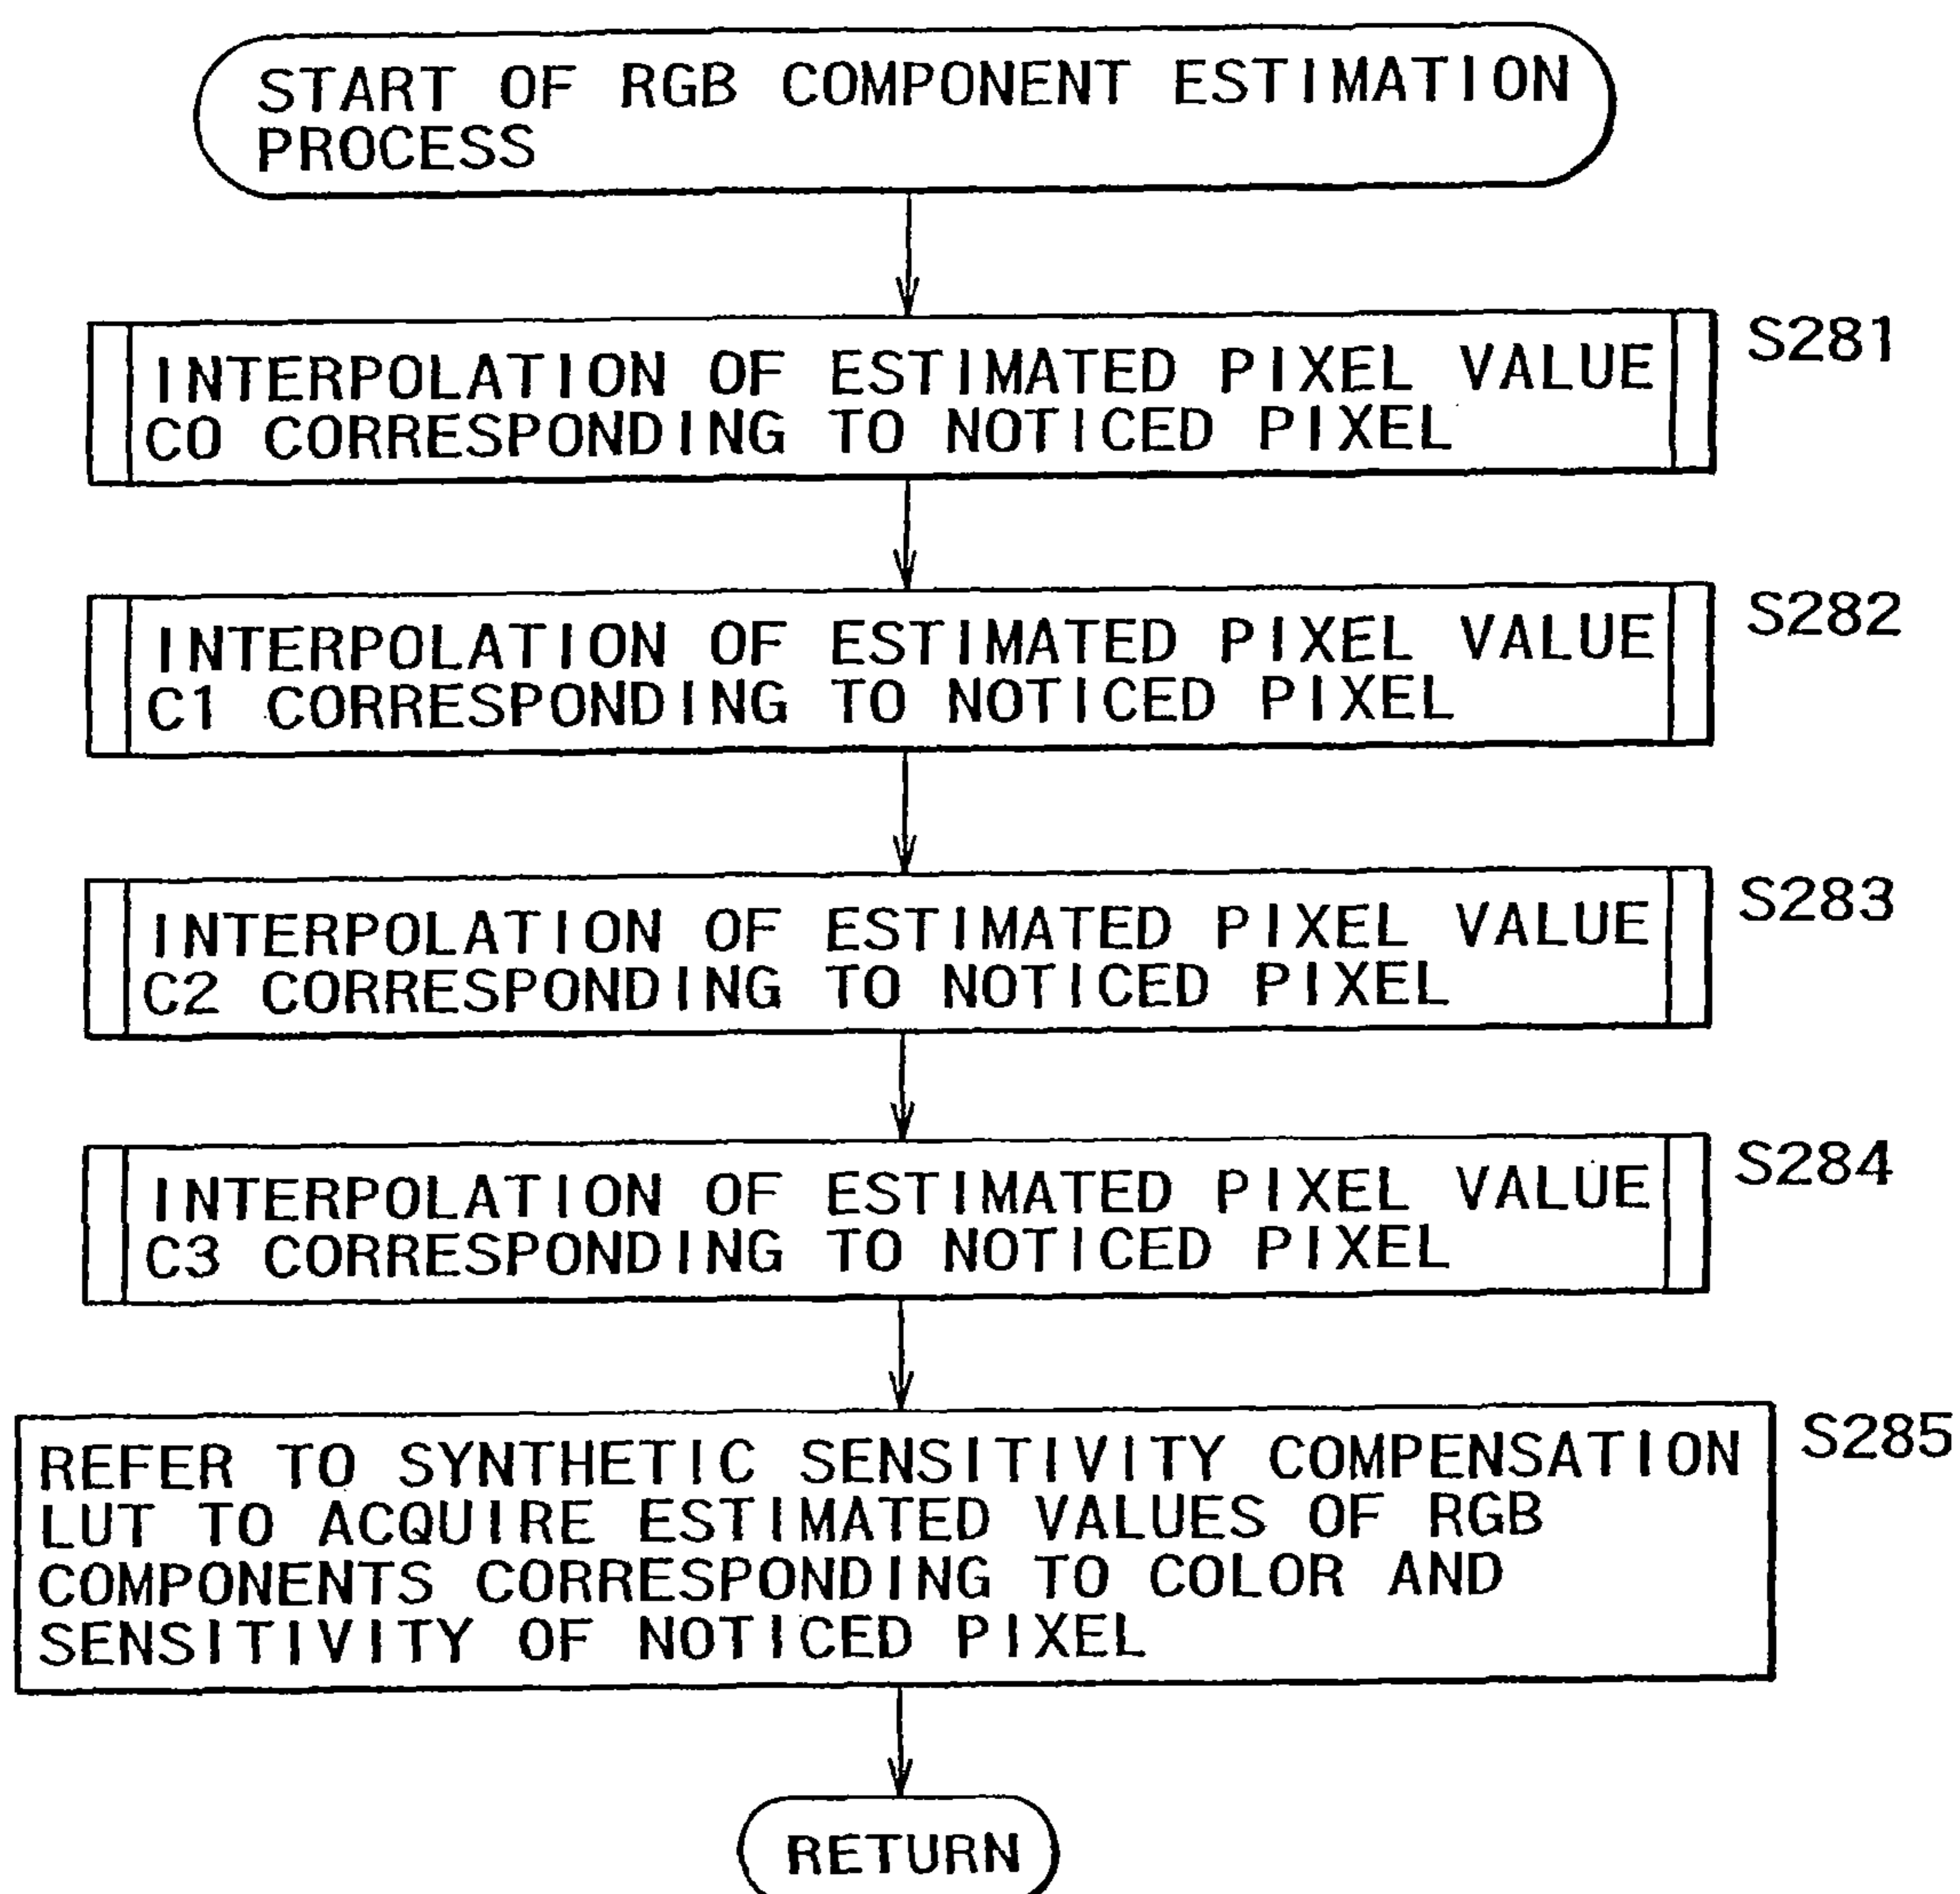 START OF RGB COMPONENT ESTIMATION
PROCESS
INTERPOLATION OF ESTIMATED PIXEL VALUE
C0 CORRESPONDING TO NOTICED PIXEL
S281
INTERPOLATION OF ESTIMATED PIXEL VALUE
C1 CORRESPONDING TO NOTICED PIXEL
S282
INTERPOLATION OF ESTIMATED PIXEL VALUE
C2 CORRESPONDING TO NOTICED PIXEL
S283
INTERPOLATION OF ESTIMATED PIXEL VALUE
C3 CORRESPONDING TO NOTICED PIXEL
S284
REFER TO SYNTHETIC SENSITIVITY COMPENSATION
LUT TO ACQUIRE ESTIMATED VALUES OF RGB
COMPONENTS CORRESPONDING TO COLOR AND
SENSITIVITY OF NOTICED PIXEL
S285
RETURN